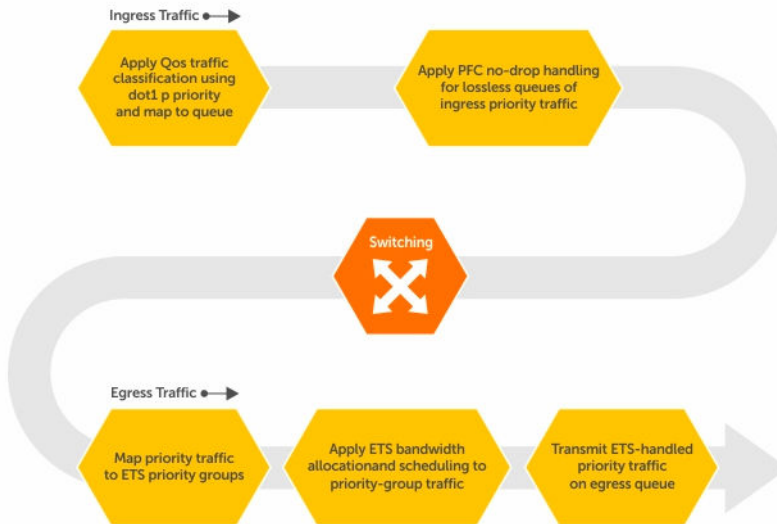 Ingress Traffic
Apply Qos traffic
classification using
dot1 p priority
and map to queue
Apply PFC no-drop handling
for lossless queues of
ingress priority traffic
Switching
Egress Traffic
Map priority traffic
to ETS priority groups
Apply ETS bandwidth
allocationand scheduling to
priority-group traffic
Transmit ETS-handled
priority traffic
on egress queue